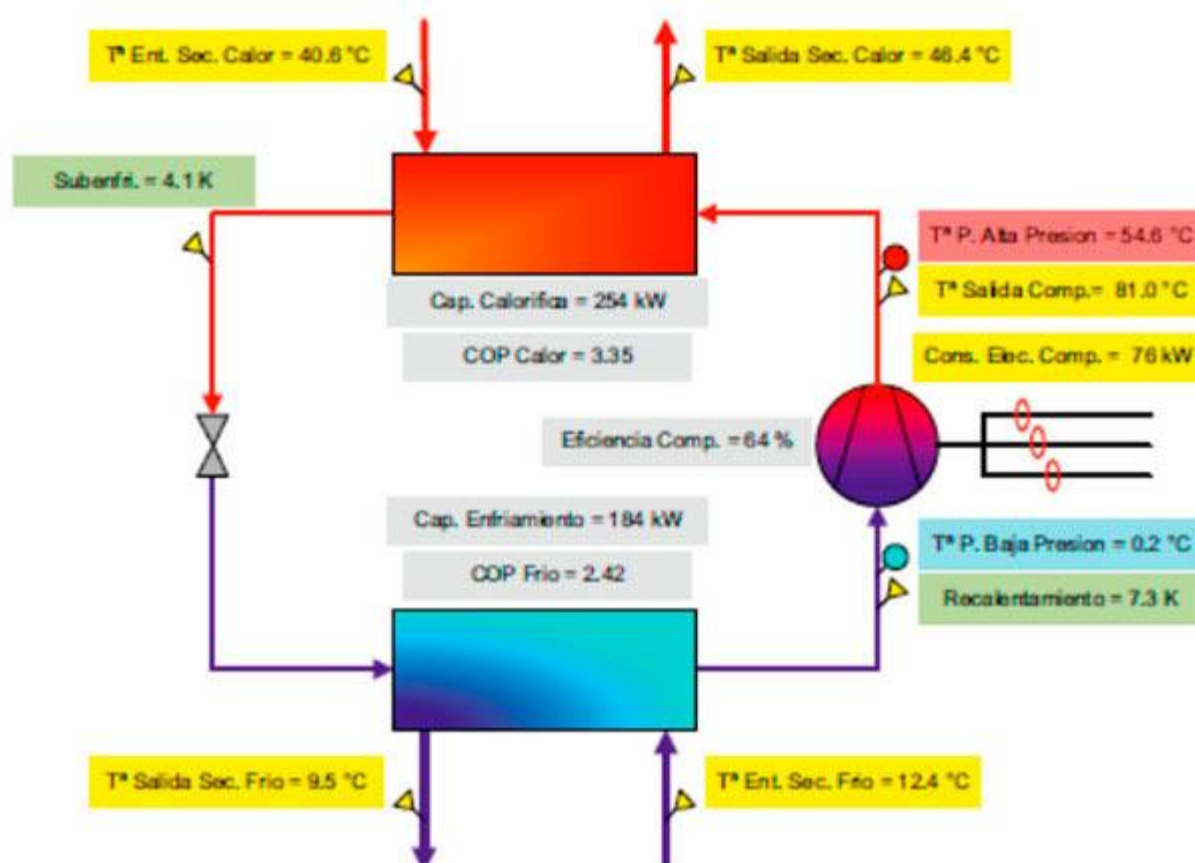 Tª Ent. Sec. Calor = 40.6 °C
Tª Salida Sec. Calor = 46.4 °C
Subenfri. = 4.1 K
Tª P. Alta Presion = 54.6 °C
Tª Salida Comp.= 81.0 °C
Cap. Calorifica = 254 kW
COP Calor = 3.35
Cons. Elec. Comp. = 76 kW
Eficiencia Comp. = 64 %
Cap. Enfriamiento = 184 kW
COP Frio = 2.42
Tª P. Baja Presion = 0.2 °C
Recalentamiento = 7.3 K
Tª Salida Sec. Frio = 9.5 °C
Tª Ent. Sec. Frio = 12.4 °C